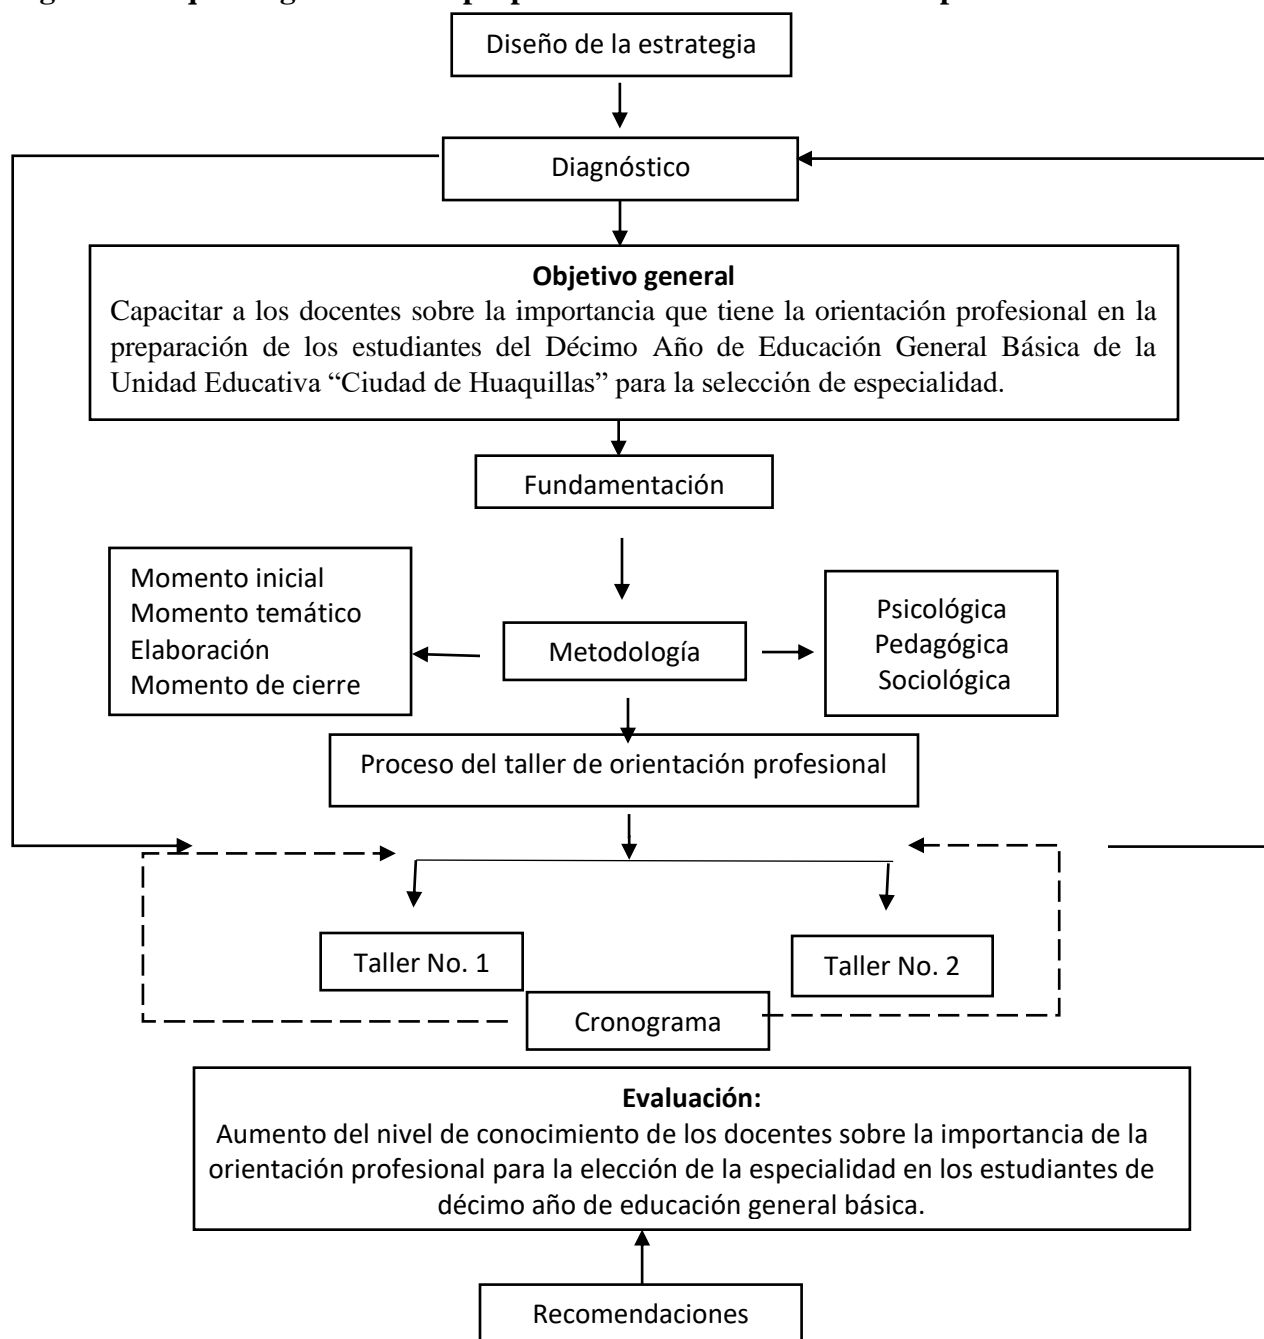 Diseño de la estrategia
Diagnóstico
Objetivo general
Capacitar a los docentes sobre la importancia que tiene la orientación profesional en la
preparación de los estudiantes del Décimo Año de Educación General Básica de la
Unidad Educativa “Ciudad de Huaquillas” para la selección de especialidad.
Fundamentación
Momento inicial
Momento temático
Elaboración
Momento de cierre
Metodología
Psicológica
Pedagógica
Sociológica
Proceso del taller de orientación profesional
Taller No. 1
Taller No. 2
Cronograma
Evaluación:
Aumento del nivel de conocimiento de los docentes sobre la importancia de la
orientación profesional para la elección de la especialidad en los estudiantes de
décimo año de educación general básica.
Recomendaciones